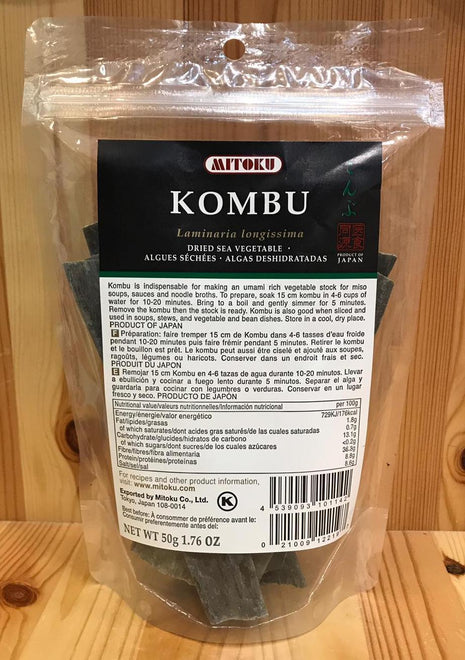 MITOKU
KOMBU
Laminaria longissima
DRIED SEA VEGETABLE •
ALGUES SÉCHÉES • ALGAS DESHIDRATADAS
こんぶ
医食
同源
PRODUCT OF
JAPAN
Kombu is indispensable for making an umami rich vegetable stock for miso
soups, sauces and noodle broths. To prepare, soak 15 cm kombu in 4-6 cups of
water for 10-20 minutes. Bring to a boil and gently simmer for 5 minutes.
Remove the kombu then the stock is ready. Kombu is also good when sliced and
used in soups, stews, and vegetable and bean dishes. Store in a cool, dry place.
PRODUCT OF JAPAN
F Préparation: faire tremper 15 cm de Kombu dans 4-6 tasses d'eau froide
pendant 10-20 minutes puis faire frémir pendant 5 minutes. Retirer le kombu
et le bouillon est prêt. Le kombu peut aussi être ciselé et ajouté aux soupes,
ragoûts, légumes ou haricots. Conserver dans un endroit frais et sec.
PRODUIT DU JAPON
E Remojar 15 cm Kombu en 4-6 tazas de agua durante 10-20 minutos. Llevar
a ebullición y cocinar a fuego lento durante 5 minutos. Separar el alga y
guardarla para cocinar con legumbres o verduras. Conservar en un lugar
fresco y seco. PRODUCTO DE JAPÓN
Nutritional value/valeurs nutritionnelles/Información nutricional per 100g
Energy/énergie/valor energético 729KJ/176kcal
Fat/lipides/grasas 1.8g
of which saturates/dont acides gras saturés/de las cuales saturadas 0.7g
Carbohydrate/glucides/hidratos de carbono 13.1g
of which sugars/dont sucres/de los cuales azúcares <0.2g
Fibre/fibres/fibra alimentaria 36.5g
Protein/protéines/proteínas 8.8g
Salt/sel/sal 8.6g
For recipes and other product information,
visit: www.mitoku.com
Exported by Mitoku Co., Ltd.
Tokyo, Japan 108-0014
K
Best before: À consommer de préférence avant le:
Consumir preferentemente antes del:
NET WT 50g 1.76 OZ
4 539093 101142
0 21009 1221